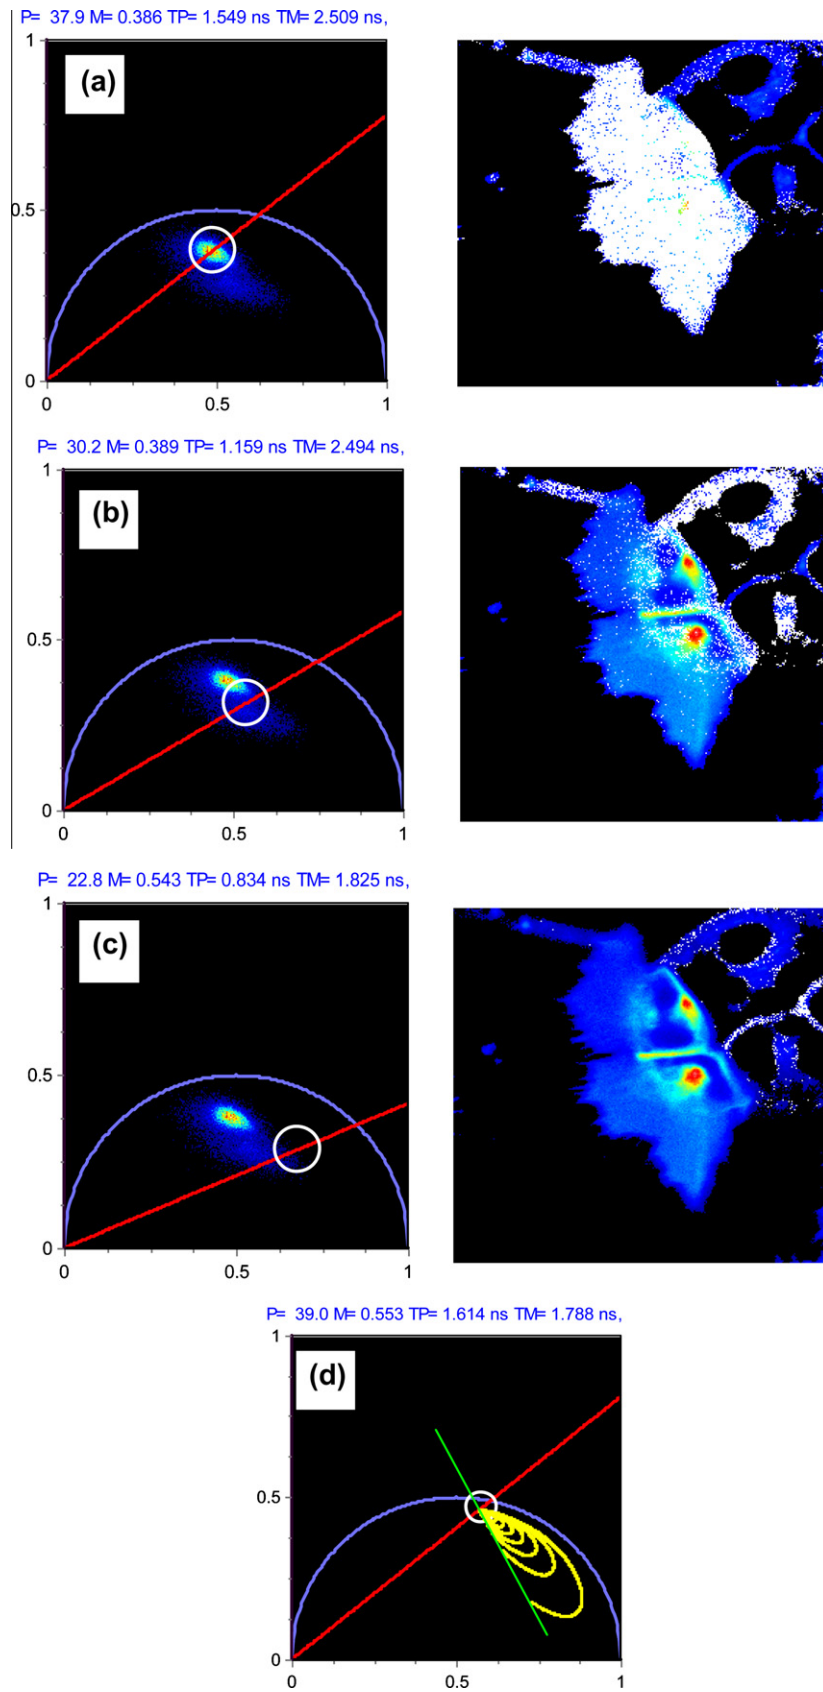 P= 37.9 M= 0.386 TP= 1.549 ns TM= 2.509 ns,
1
(a)
0.5
0
0 0.5 1
P= 30.2 M= 0.389 TP= 1.159 ns TM= 2.494 ns,
1
(b)
0.5
0
0 0.5 1
P= 22.8 M= 0.543 TP= 0.834 ns TM= 1.825 ns,
1
(c)
0.5
0
0 0.5 1
P= 39.0 M= 0.553 TP= 1.614 ns TM= 1.788 ns,
1
(d)
0.5
0
0 0.5 1